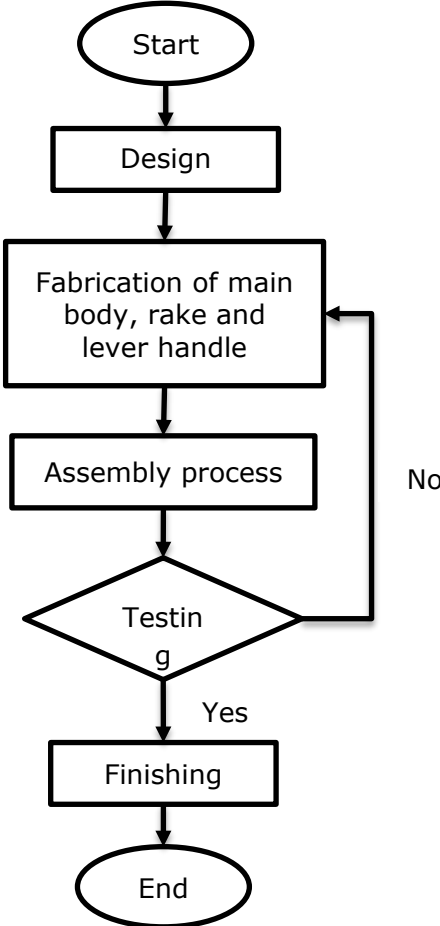 Start
Design
Fabrication of main
body, rake and
lever handle
Assembly process
No
Testin
g
Yes
Finishing
End